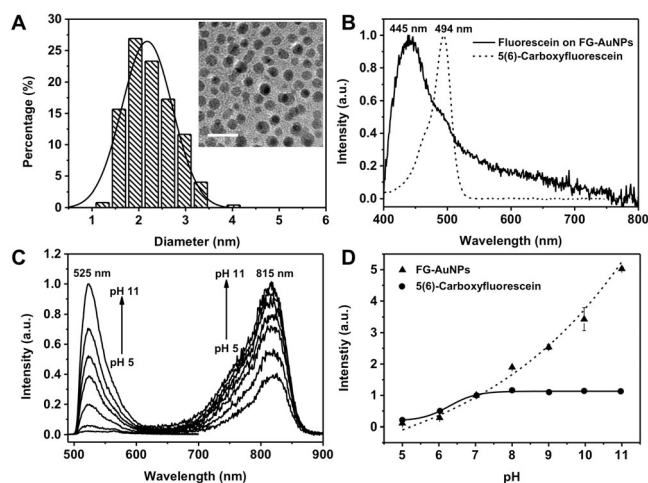 A
30
25
20
15
10
5
0
Percentage (%)
0 1 2 3 4 5 6
Diameter (nm)
B
445 nm 494 nm
Fluorescein on FG-AuNPs
5(6)-Carboxyfluorescein
1.0
0.8
0.6
0.4
0.2
0.0
Intensity (a.u.)
400 500 600 700 800
Wavelength (nm)
C
525 nm
pH 11
pH 5
pH 11
pH 5
815 nm
1.2
1.0
0.8
0.6
0.4
0.2
0.0
Intensity (a.u.)
500 600 700 800 900
Wavelength (nm)
D
FG-AuNPs
5(6)-Carboxyfluorescein
5
4
3
2
1
0
Intenstiy (a.u.)
5 6 7 8 9 10 11
pH